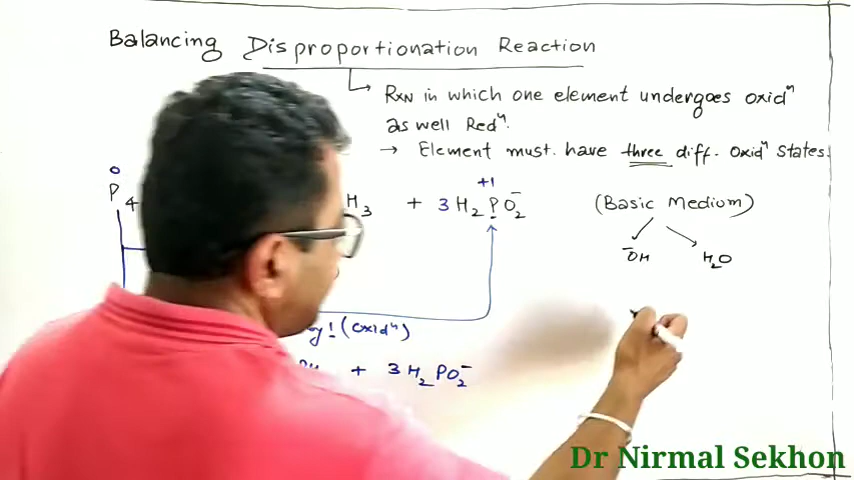 Balancing Disproportionation Reaction
Rxn in which one element undergoes oxidⁿ
as well Redⁿ.
→ Element must have three diff. Oxidⁿ States.
0 +1
P₄ H₃ + 3 H₂PO₂⁻ (Basic Medium)
⁻OH H₂O
y! (oxidⁿ)
+ 3 H₂PO₂⁻
Dr Nirmal Sekhon